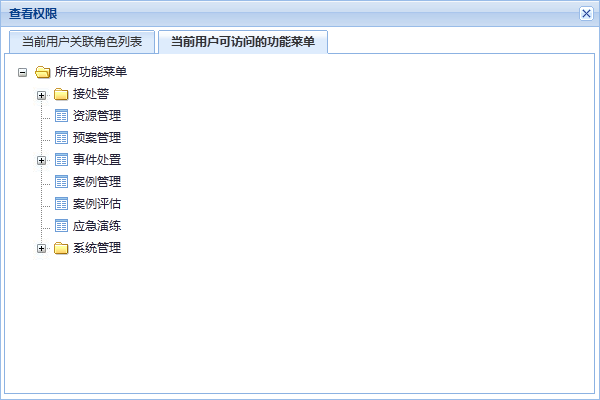 查看权限
当前用户关联角色列表 当前用户可访问的功能菜单
所有功能菜单
接处警
资源管理
预案管理
事件处置
案例管理
案例评估
应急演练
系统管理